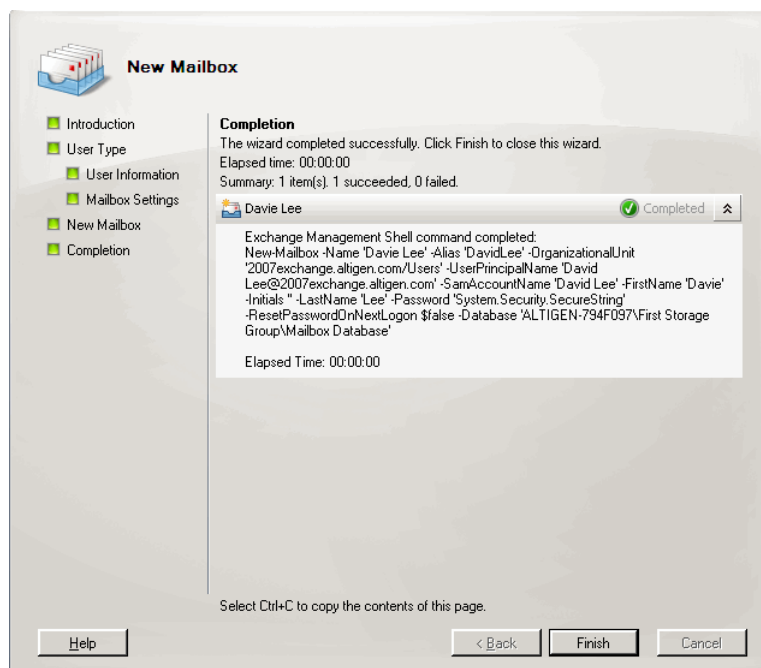 New Mailbox
Introduction
User Type
User Information
Mailbox Settings
New Mailbox
Completion
Completion
The wizard completed successfully. Click Finish to close this wizard.
Elapsed time: 00:00:00
Summary: 1 item(s). 1 succeeded, 0 failed.
Davie Lee
Completed
Exchange Management Shell command completed:
New-Mailbox -Name 'Davie Lee' -Alias 'DavidLee' -OrganizationalUnit
'2007exchange.altigen.com/Users' -UserPrincipalName 'David
Lee@2007exchange.altigen.com' -SamAccountName 'David Lee' -FirstName 'Davie'
-Initials '' -LastName 'Lee' -Password 'System.Security.SecureString'
-ResetPasswordOnNextLogon $false -Database 'ALTIGEN-794F097\First Storage
Group\Mailbox Database'
Elapsed Time: 00:00:00
Select Ctrl+C to copy the contents of this page.
Help
< Back
Finish
Cancel